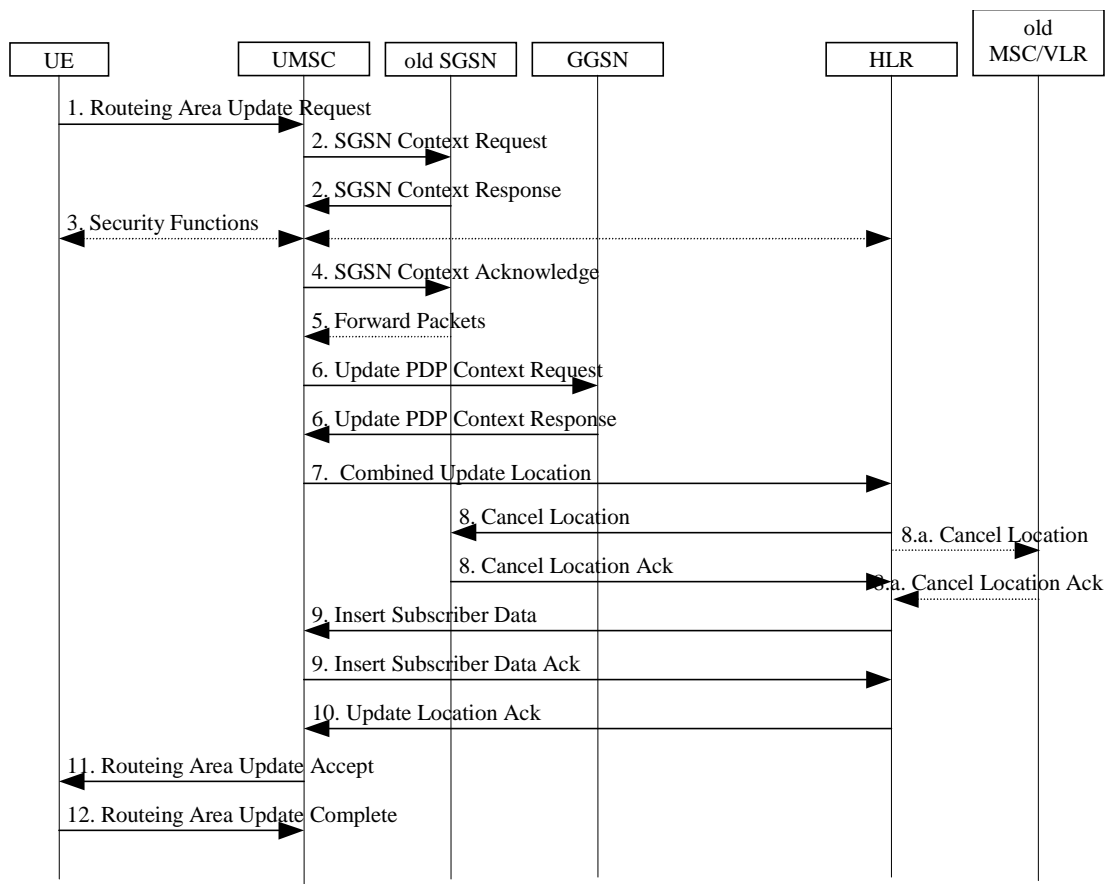 old
MSC/VLR
UE
UMSC
old SGSN
GGSN
HLR
1. Routeing Area Update Request
2. SGSN Context Request
2. SGSN Context Response
3. Security Functions
4. SGSN Context Acknowledge
5. Forward Packets
6. Update PDP Context Request
6. Update PDP Context Response
7. Combined Update Location
8. Cancel Location
8.a. Cancel Location
8. Cancel Location Ack
8.a. Cancel Location Ack
9. Insert Subscriber Data
9. Insert Subscriber Data Ack
10. Update Location Ack
11. Routeing Area Update Accept
12. Routeing Area Update Complete